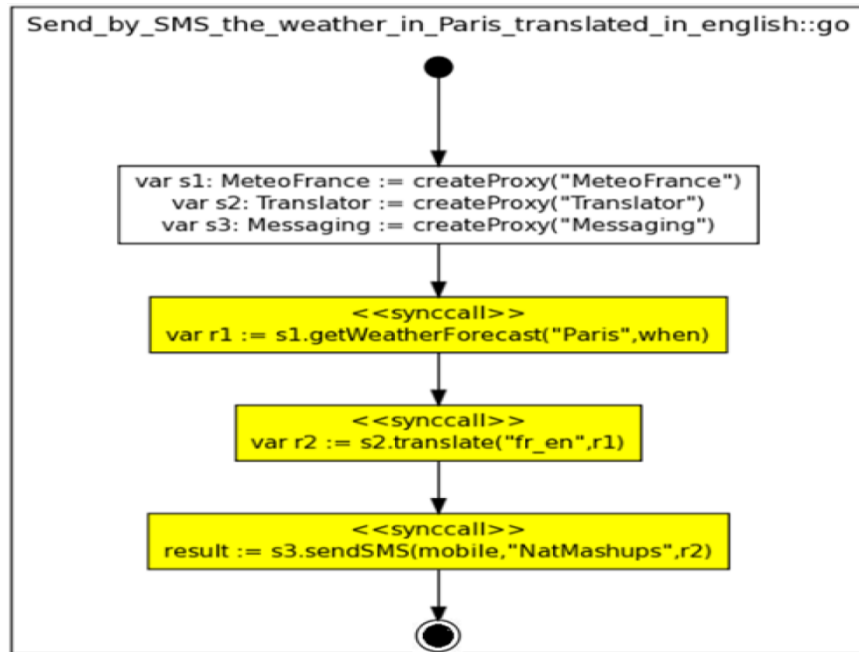 Send_by_SMS_the_weather_in_Paris_translated_in_english::go
var s1: MeteoFrance := createProxy("MeteoFrance")
var s2: Translator := createProxy("Translator")
var s3: Messaging := createProxy("Messaging")
<<synccall>>
var r1 := s1.getWeatherForecast("Paris",when)
<<synccall>>
var r2 := s2.translate("fr_en",r1)
<<synccall>>
result := s3.sendSMS(mobile,"NatMashups",r2)